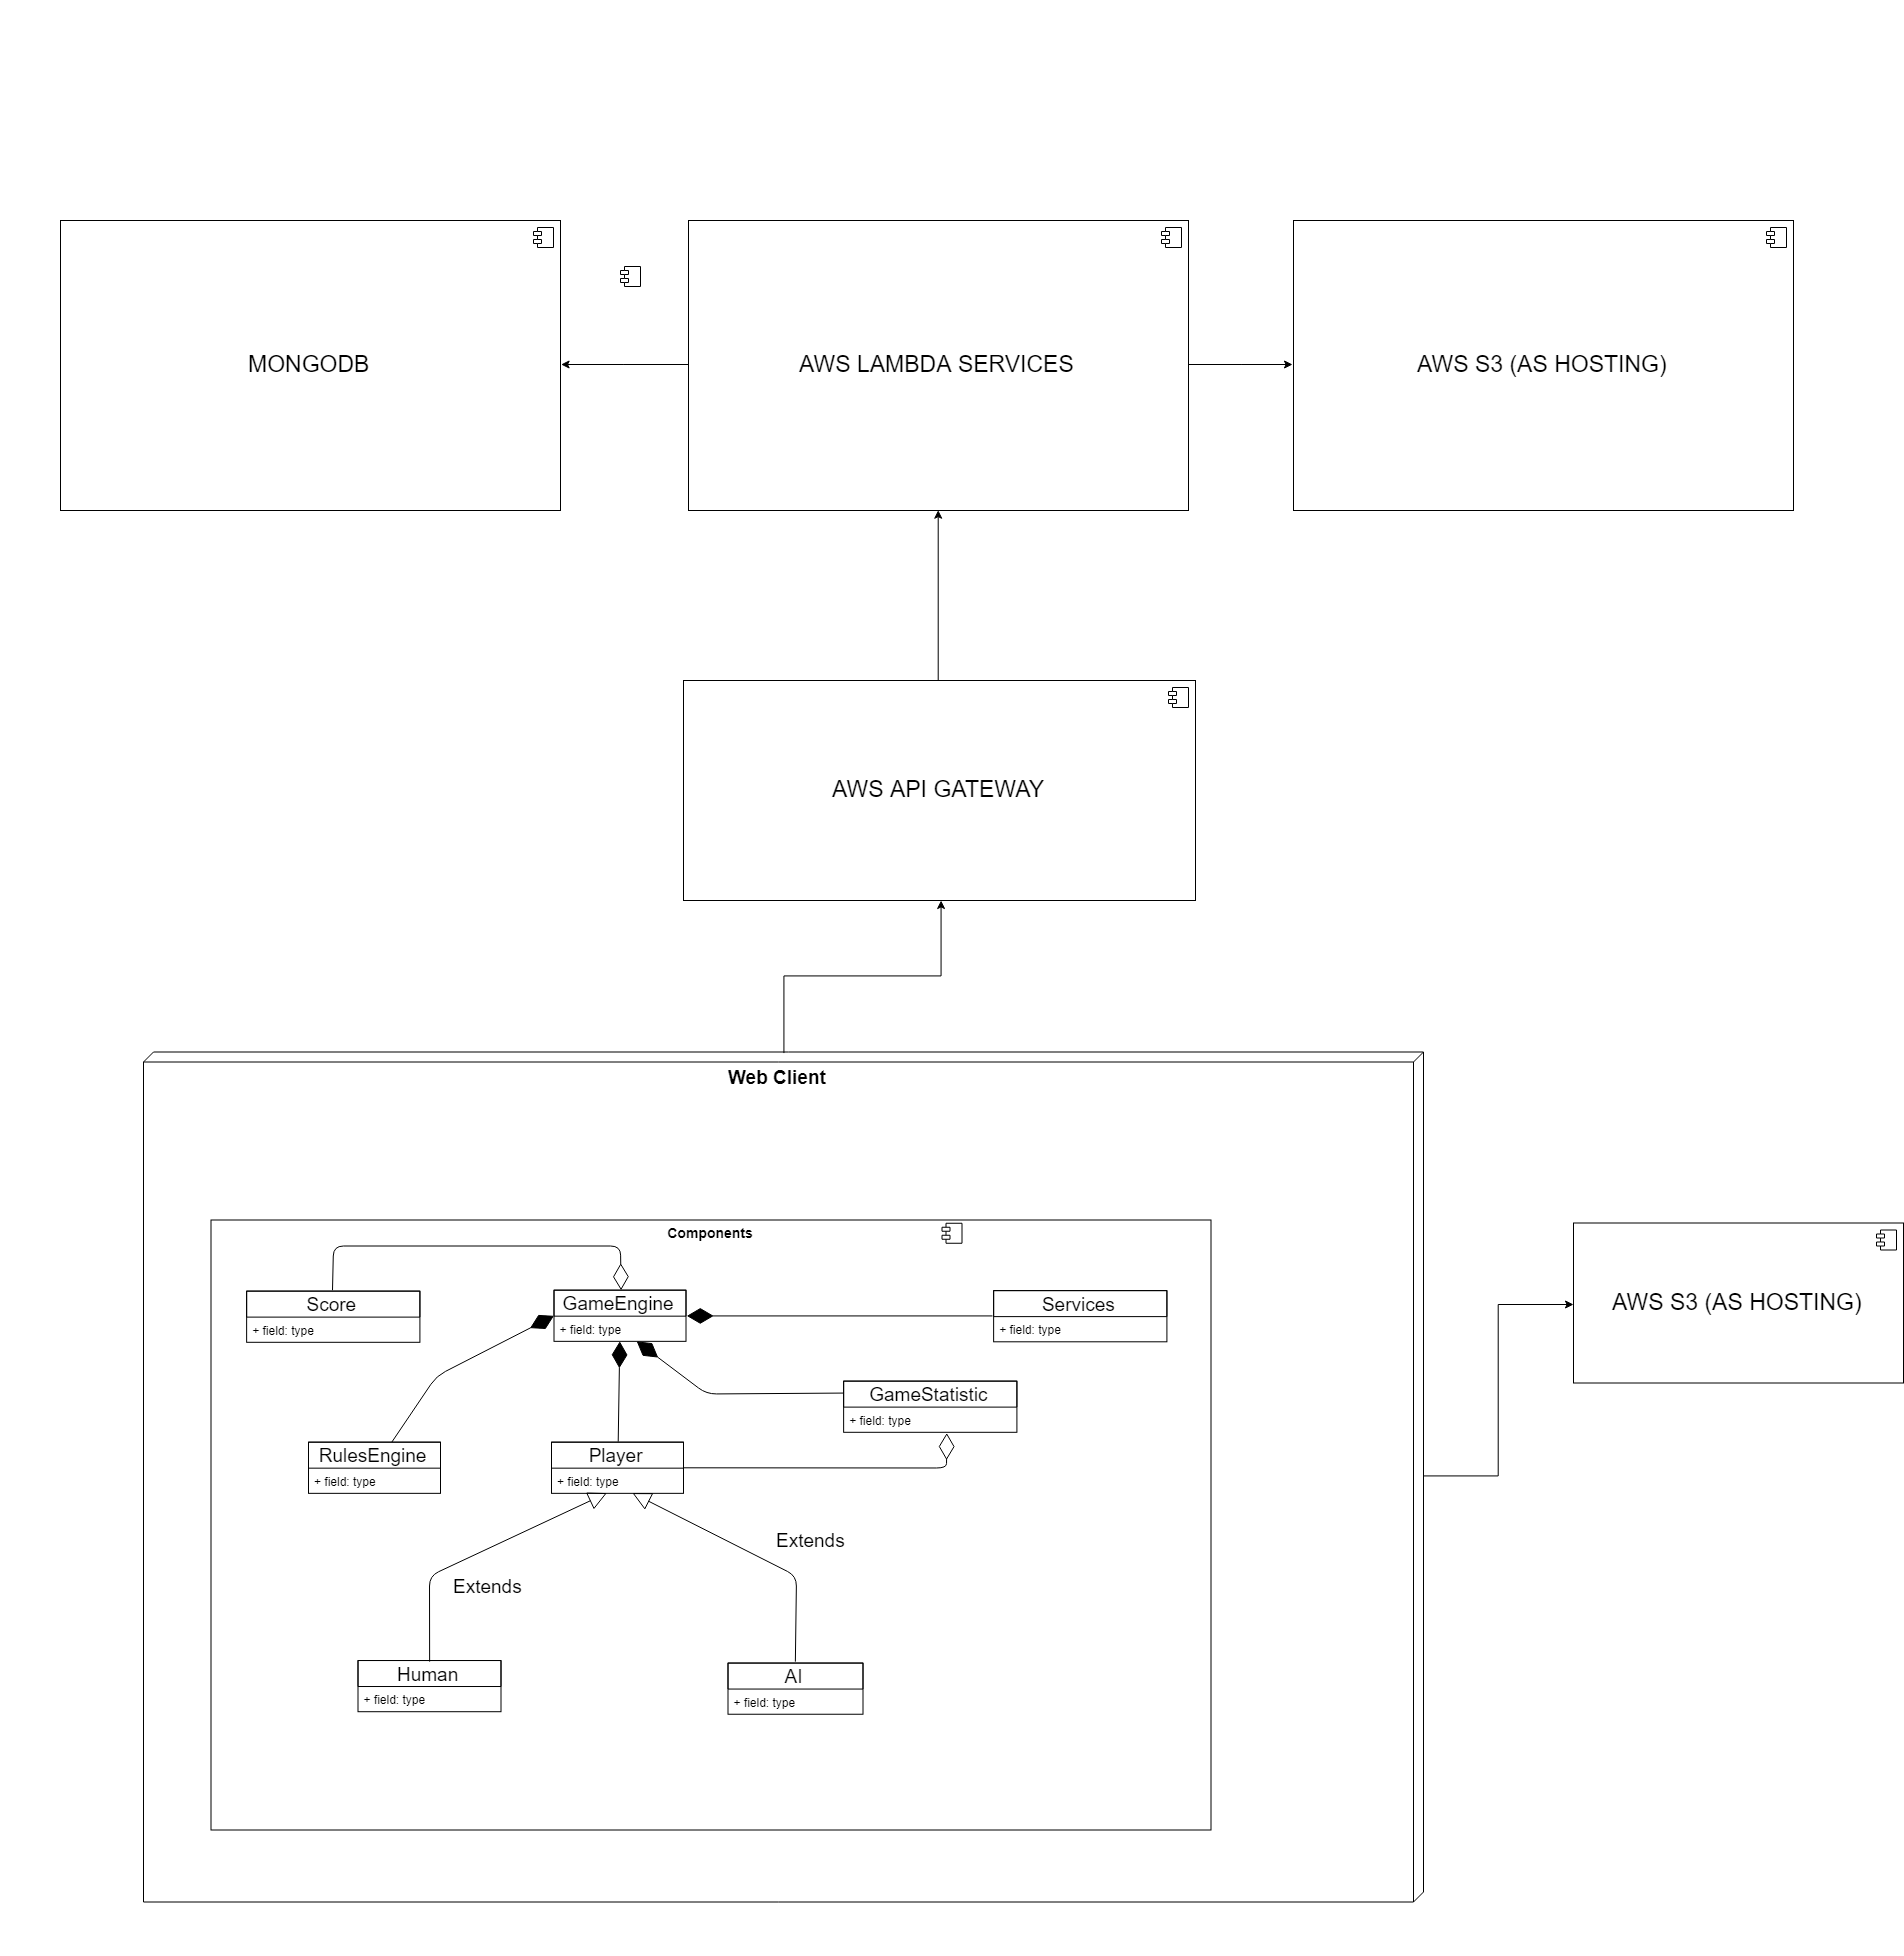 MONGODB
AWS LAMBDA SERVICES
AWS S3 (AS HOSTING)
AWS API GATEWAY
Web Client
Components
Score
+ field: type
GameEngine
+ field: type
Services
+ field: type
AWS S3 (AS HOSTING)
GameStatistic
+ field: type
RulesEngine
+ field: type
Player
+ field: type
Extends
Extends
Human
+ field: type
AI
+ field: type